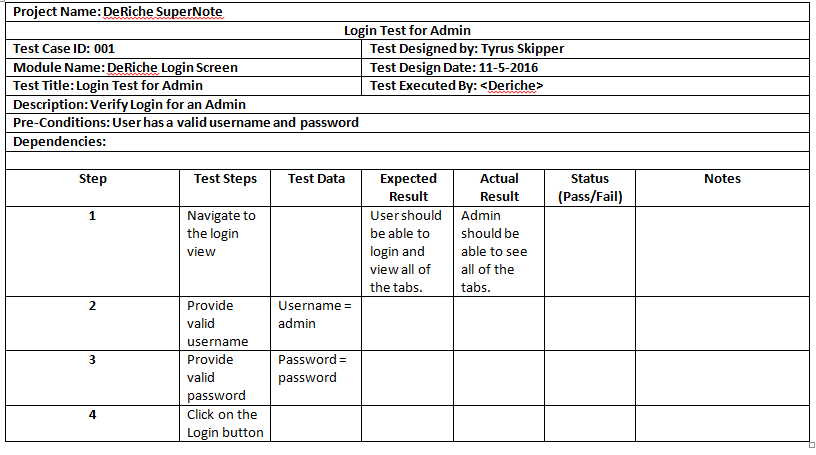 Project Name: DeRiche SuperNote
Login Test for Admin
Test Case ID: 001
Test Designed by: Tyrus Skipper
Module Name: DeRiche Login Screen
Test Design Date: 11-5-2016
Test Title: Login Test for Admin
Test Executed By: <Deriche>
Description: Verify Login for an Admin
Pre-Conditions: User has a valid username and password
Dependencies:
Step
Test Steps
Test Data
Expected
Result
Actual
Result
Status
(Pass/Fail)
Notes
1
Navigate to
the login
view
User should
be able to
login and
view all of
the tabs.
Admin
should be
able to see
all of the
tabs.
2
Provide
valid
username
Username =
admin
3
Provide
valid
password
Password =
password
4
Click on the
Login button